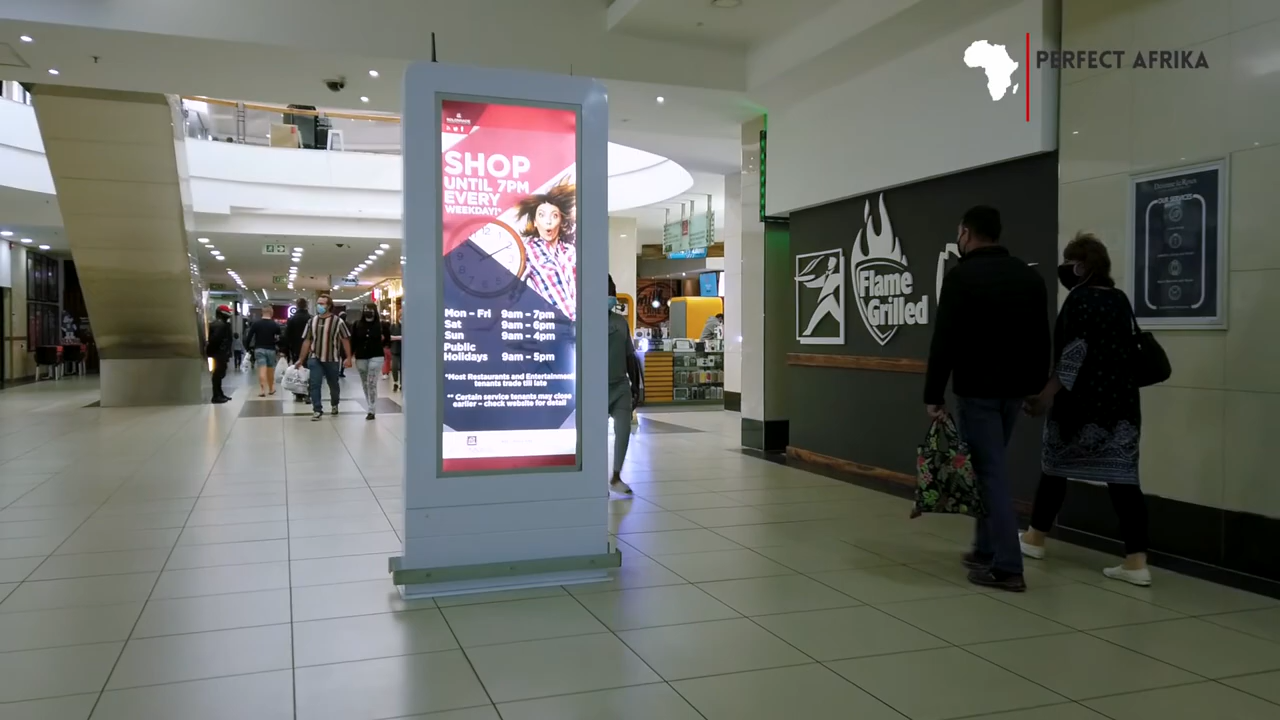 PERFECT AFRIKA
SHOP
UNTIL 7PM
EVERY
WEEKDAY!*
Mon - Fri 9am - 7pm
Sat 9am - 6pm
Sun 9am - 4pm
Public
Holidays 9am - 5pm
*Most Restaurants and Entertainment
tenants trade till late
** Certain service tenants may close
earlier - check website for detail
Flame
Grilled
OUR SERVICES